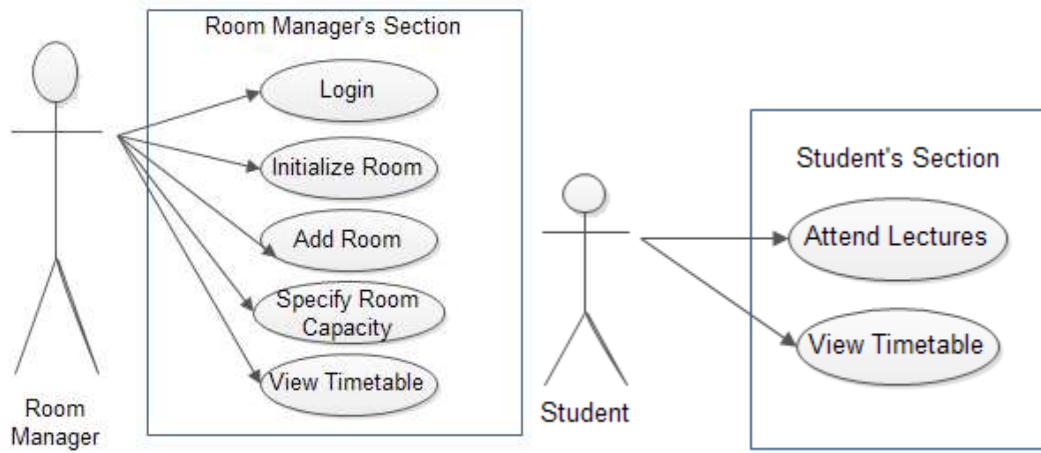 Room Manager's Section
Login
Initialize Room
Add Room
Specify Room
Capacity
View Timetable
Room
Manager
Student's Section
Attend Lectures
View Timetable
Student